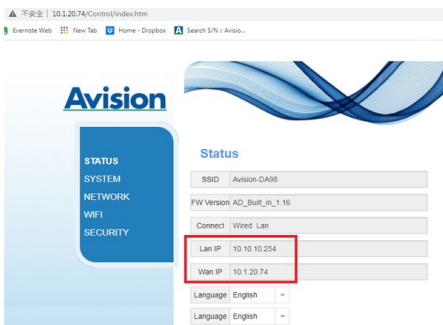 不安全 | 10.1.20.74/Control/index.htm
Evernote Web New Tab Home - Dropbox Search S/N :: Avisio...
Avision
Status
STATUS
SYSTEM
NETWORK
WIFI
SECURITY
SSID Avision-DA98
FW Version AD_Built_in_1.16
Connect Wired Lan
Lan IP 10.10.10.254
Wan IP 10.1.20.74
Language English
Language English